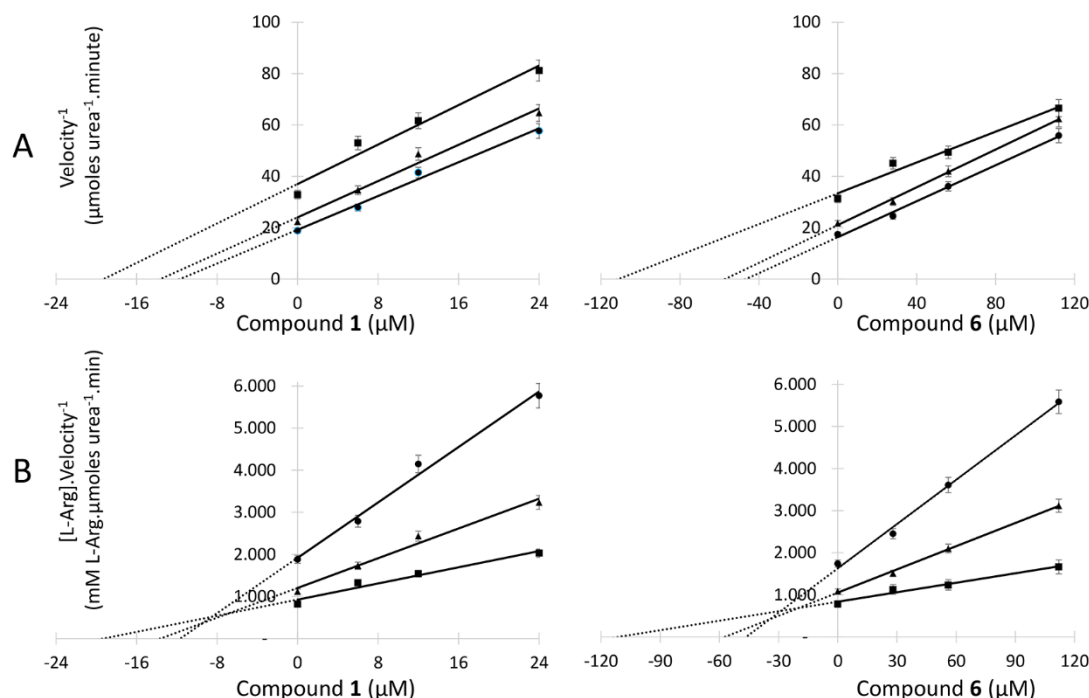 A
Velocity⁻¹
(µmoles urea⁻¹.minute)
100
80
60
40
20
0
-24 -16 -8 0 8 16 24
Compound 1 (µM)
100
80
60
40
20
0
-120 -80 -40 0 40 80 120
Compound 6 (µM)
B
[L-Arg].Velocity⁻¹
(mM L-Arg.µmoles urea⁻¹.min)
6.000
5.000
4.000
3.000
2.000
1.000
-
-24 -16 -8 0 8 16 24
Compound 1 (µM)
6.000
5.000
4.000
3.000
2.000
1.000
-
-120 -90 -60 -30 0 30 60 90 120
Compound 6 (µM)